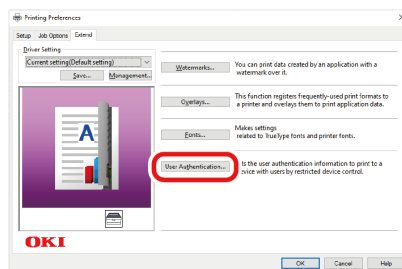 Printing Preferences
Setup Job Options Extend
Driver Setting
Current setting(Default setting)
Save... Management...
Watermarks...
You can print data created by an application with a
watermark over it.
Overlays...
This function registers frequently-used print formats to
a printer and overlays them to print application data.
Fonts...
Makes settings
reated to TrueType fonts and printer fonts.
User Authentication...
ls the user authentication information to print to a
vice with users by restricted device control.
A
OKI
OK Cancel Help